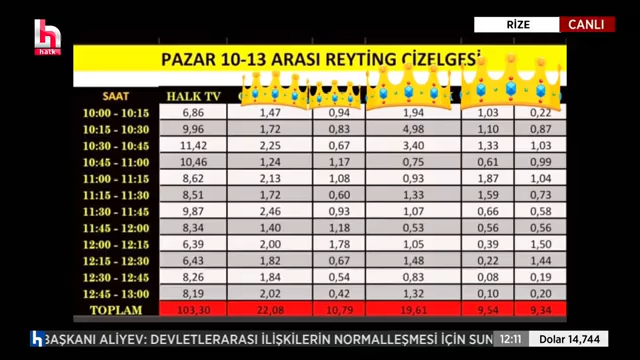 halk
RİZE CANLI
PAZAR 10-13 ARASI REYTİNG ÇİZELGESİ
SAAT HALK TV
10:00 - 10:15 6,86 1,47 0,94 1,94 1,03 0,22
10:15 - 10:30 9,96 1,72 0,83 4,98 1,10 0,87
10:30 - 10:45 11,42 2,25 0,67 3,40 1,33 1,03
10:45 - 11:00 10,46 1,24 1,17 0,75 0,61 0,99
11:00 - 11:15 8,62 2,13 1,08 0,93 1,87 1,04
11:15 - 11:30 8,51 1,72 0,60 1,33 1,59 0,73
11:30 - 11:45 9,87 2,46 0,93 1,07 0,66 0,58
11:45 - 12:00 8,34 1,40 1,18 0,53 0,56 0,56
12:00 - 12:15 6,39 2,00 1,78 1,05 0,39 1,50
12:15 - 12:30 6,43 1,82 0,67 1,48 0,22 1,44
12:30 - 12:45 8,26 1,84 0,54 0,83 0,08 0,19
12:45 - 13:00 8,19 2,02 0,42 1,32 0,10 0,20
TOPLAM 103,30 22,08 10,79 19,61 9,54 9,34
BAŞKANI ALİYEV: DEVLETLERARASI İLİŞKİLERİN NORMALLEŞMESİ İÇİN SUN 12:11 Dolar 14,744